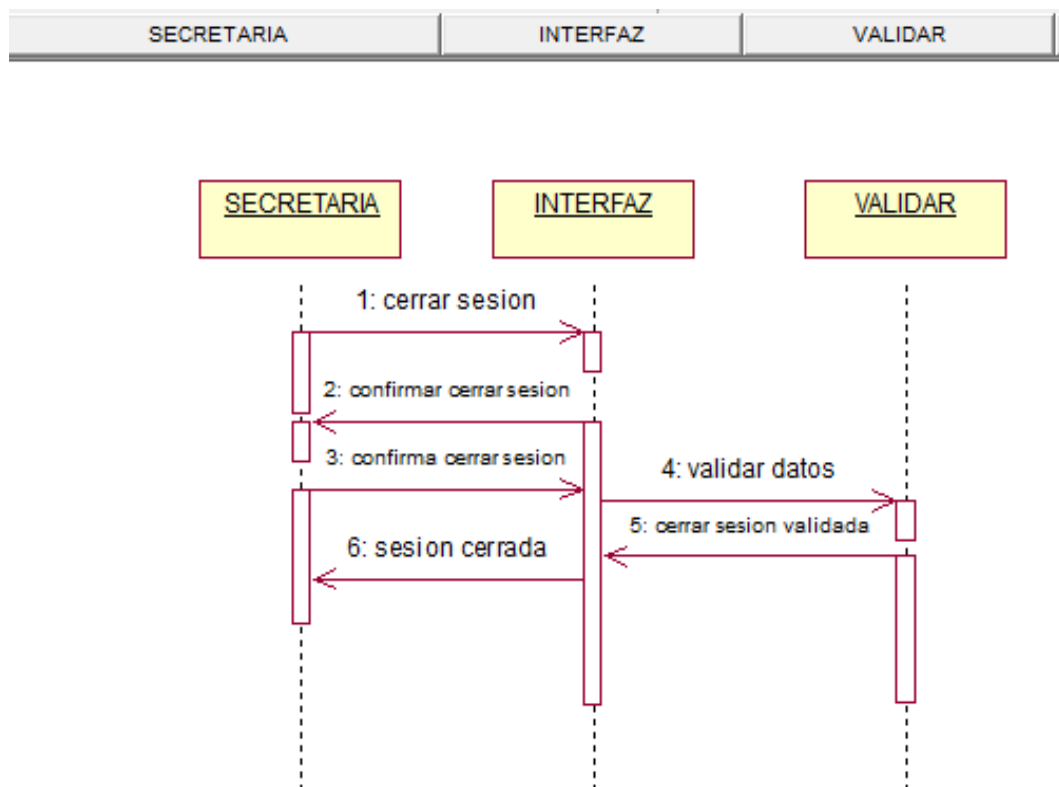 SECRETARIA INTERFAZ VALIDAR
SECRETARIA INTERFAZ VALIDAR
1: cerrar sesion
2: confirmar cerrar sesion
3: confirma cerrar sesion
4: validar datos
5: cerrar sesion validada
6: sesion cerrada